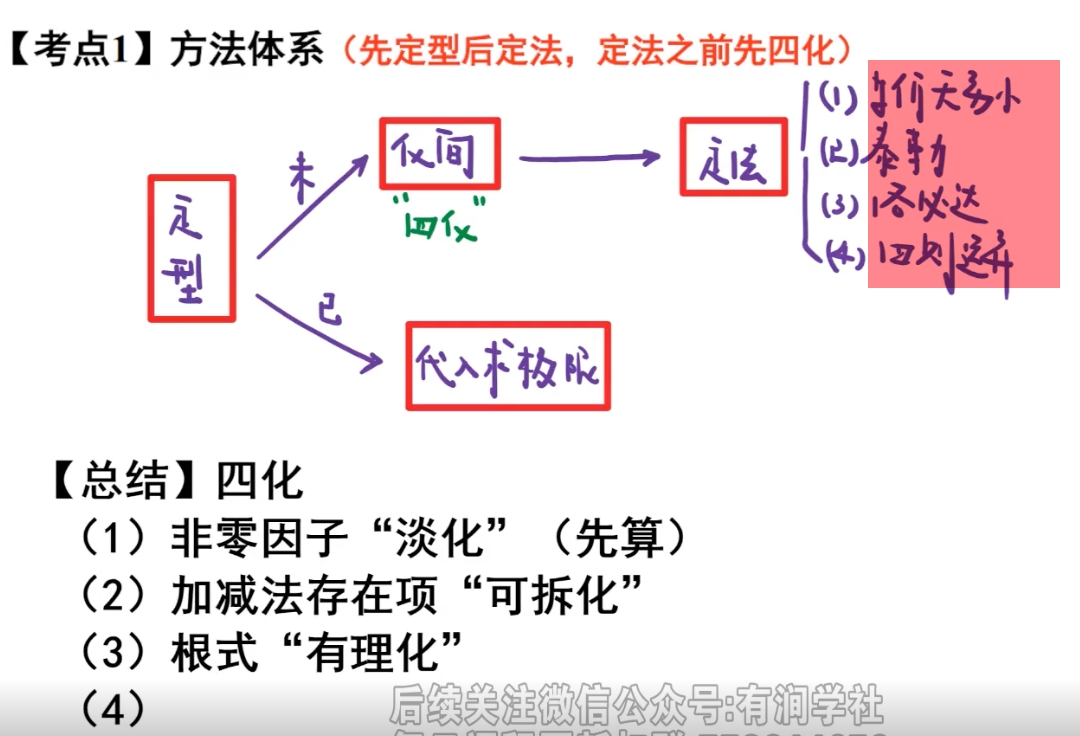 【考点1】方法体系（先定型后定法，定法之前先四化）
定型
未
化简
“四化”
定法
(1) 等价无穷小
(2) 泰勒
(3) 洛必达
(4) 四则运算
已
代入求极限
【总结】四化
（1）非零因子“淡化”（先算）
（2）加减法存在项“可拆化”
（3）根式“有理化”
（4）
后续关注微信公众号:有润学社